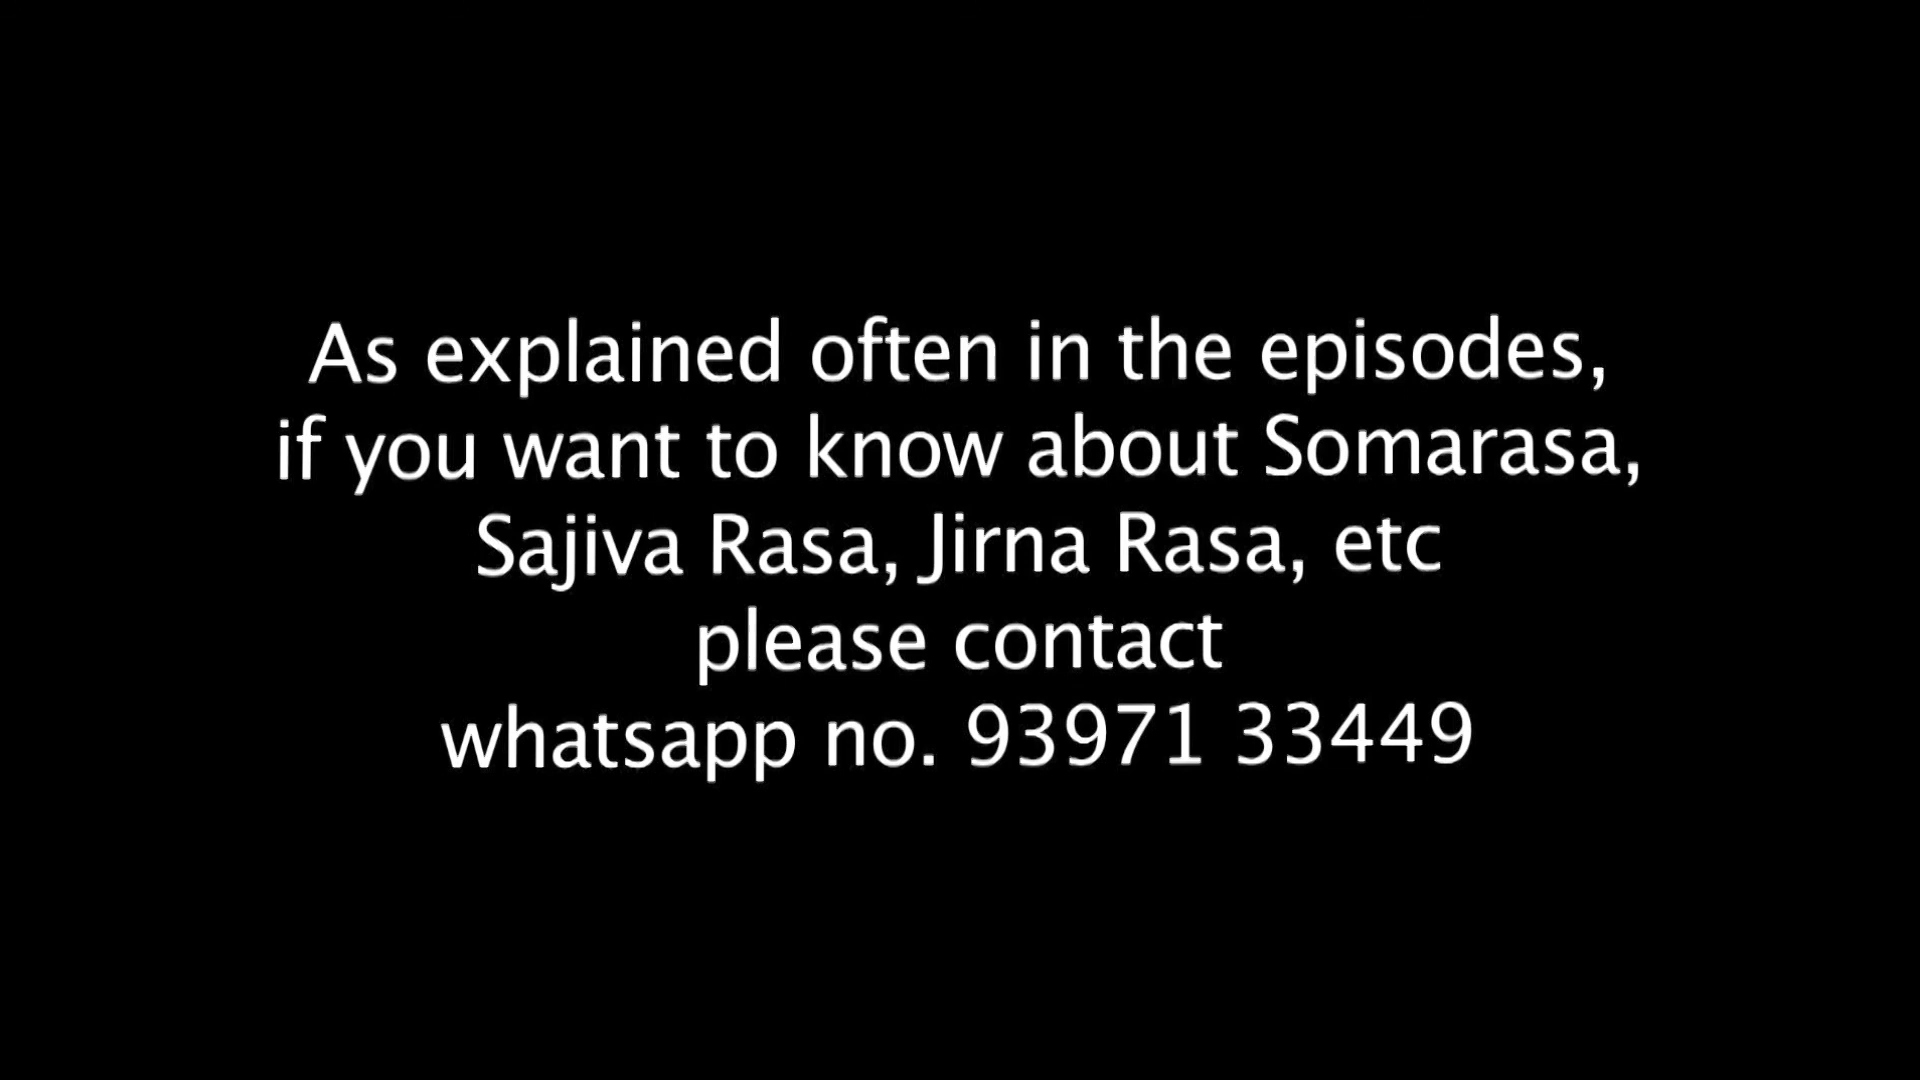 As explained often in the episodes,
if you want to know about Somarasa,
Sajiva Rasa, Jirna Rasa, etc
please contact
whatsapp no. 93971 33449